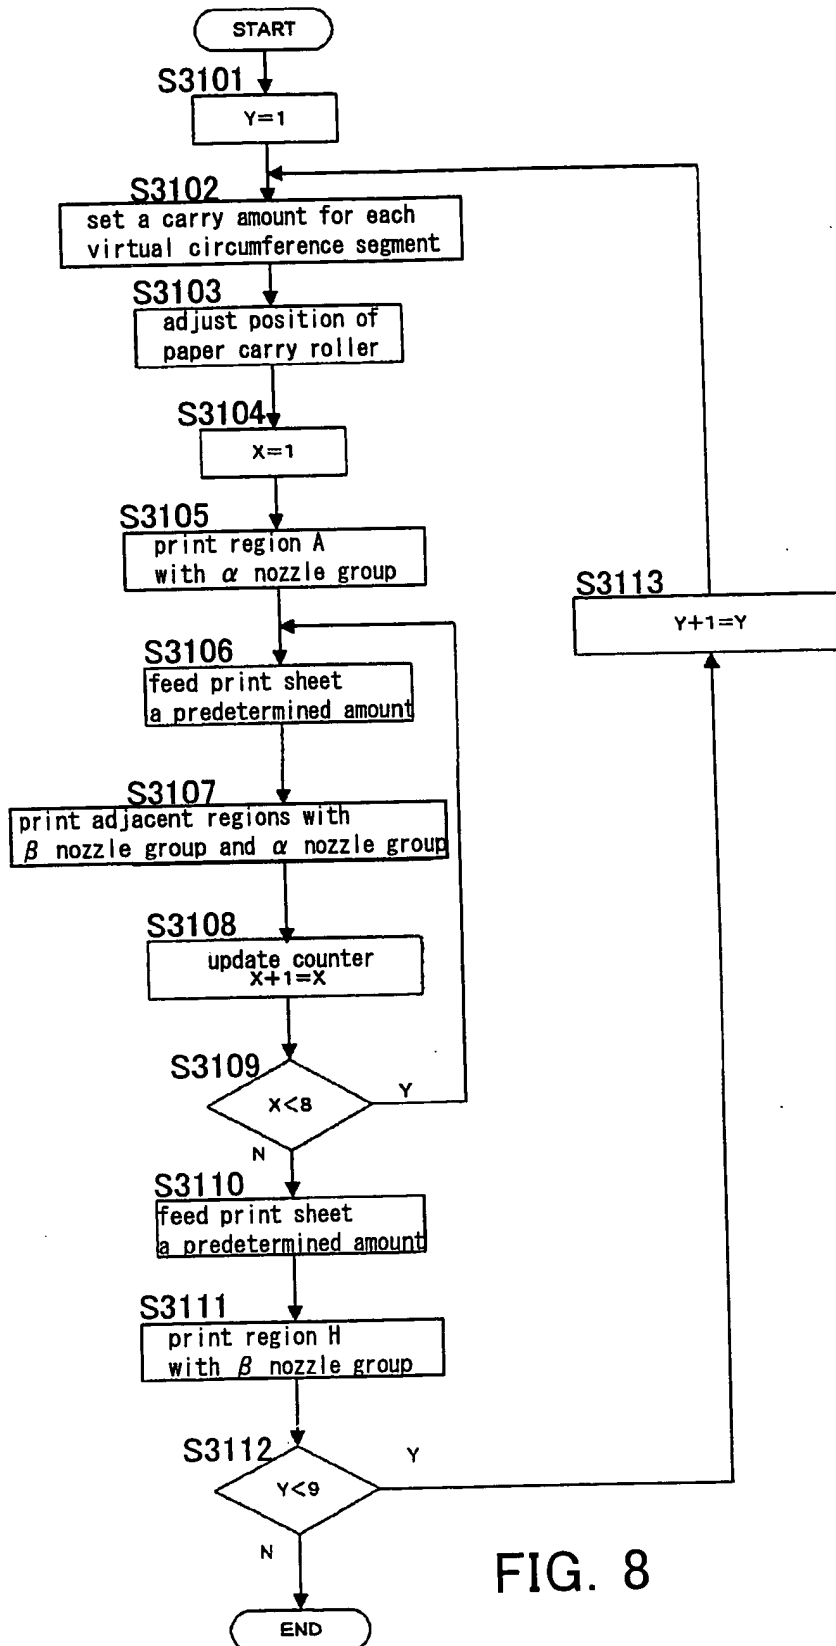 START
S3101
Y=1
S3102
set a carry amount for each
virtual circumference segment
S3103
adjust position of
paper carry roller
S3104
X=1
S3105
print region A
with α nozzle group
S3106
feed print sheet
a predetermined amount
S3107
print adjacent regions with
β nozzle group and α nozzle group
S3108
update counter
X+1=X
S3109
X<8
Y
N
S3110
feed print sheet
a predetermined amount
S3111
print region H
with β nozzle group
S3112
Y<9
Y
N
END
S3113
Y+1=Y
FIG. 8